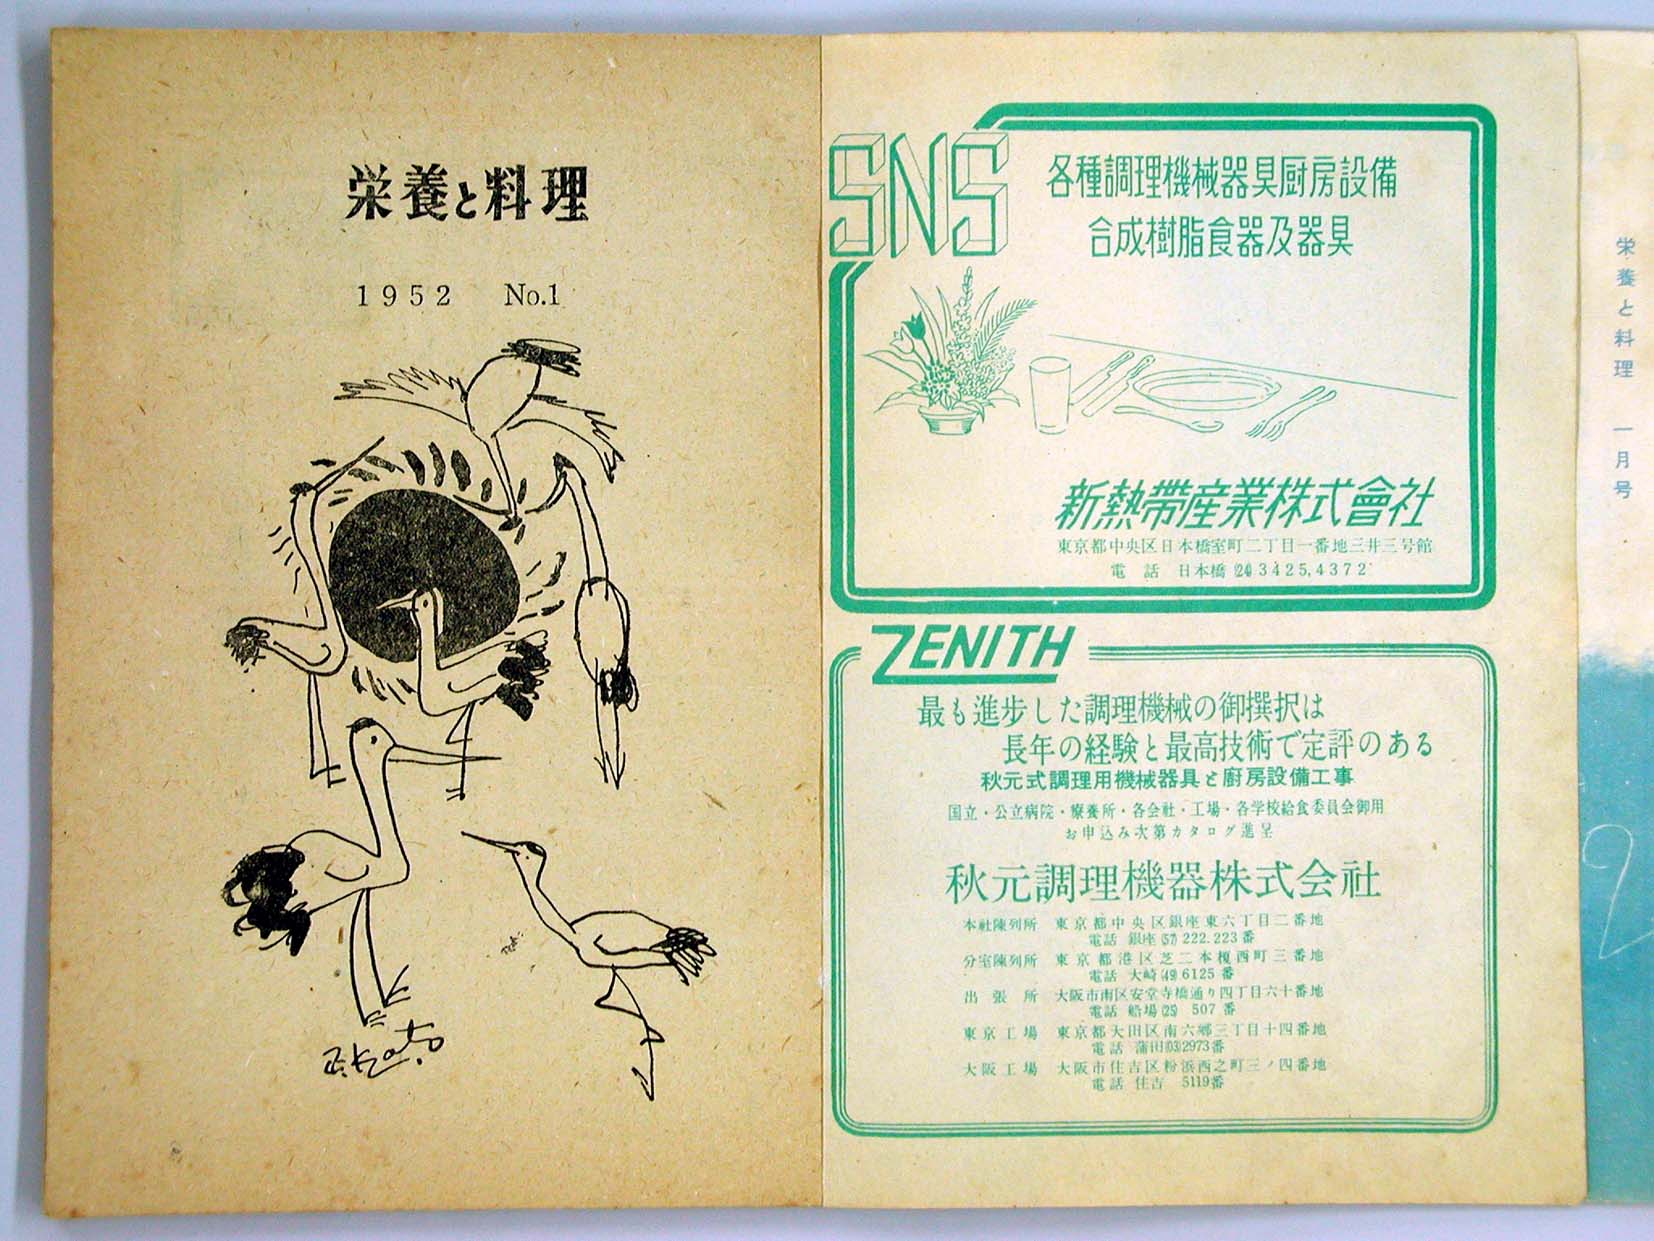 栄養と料理
1952 No.1
SNS
各種調理機械器具厨房設備
合成樹脂食器及器具
新熱帶産業株式會社
東京都中央区日本橋室町二丁目一番地三井三号館
電話 日本橋(24)3425,4372
ZENITH
最も進歩した調理機械の御撰択は
長年の経験と最高技術で定評のある
秋元式調理用機械器具と厨房設備工事
国立・公立病院・療養所・各会社・工場・各学校給食委員会御用
お申込み次第カタログ進呈
秋元調理機器株式会社
本社陳列所 東京都中央区銀座東六丁目二番地
電話 銀座(57)222.223番
分室陳列所 東京都港区芝二本榎西町三番地
電話 大崎(49)6125番
出張所 大阪市南区安堂寺橋通り四丁目六十番地
電話 船場(25) 507番
東京工場 東京都大田区南六郷三丁目十四番地
電話 蒲田(03)2973番
大阪工場 大阪市住吉区粉浜西之町三ノ四番地
電話 住吉 5119番
栄養と料理 一月号